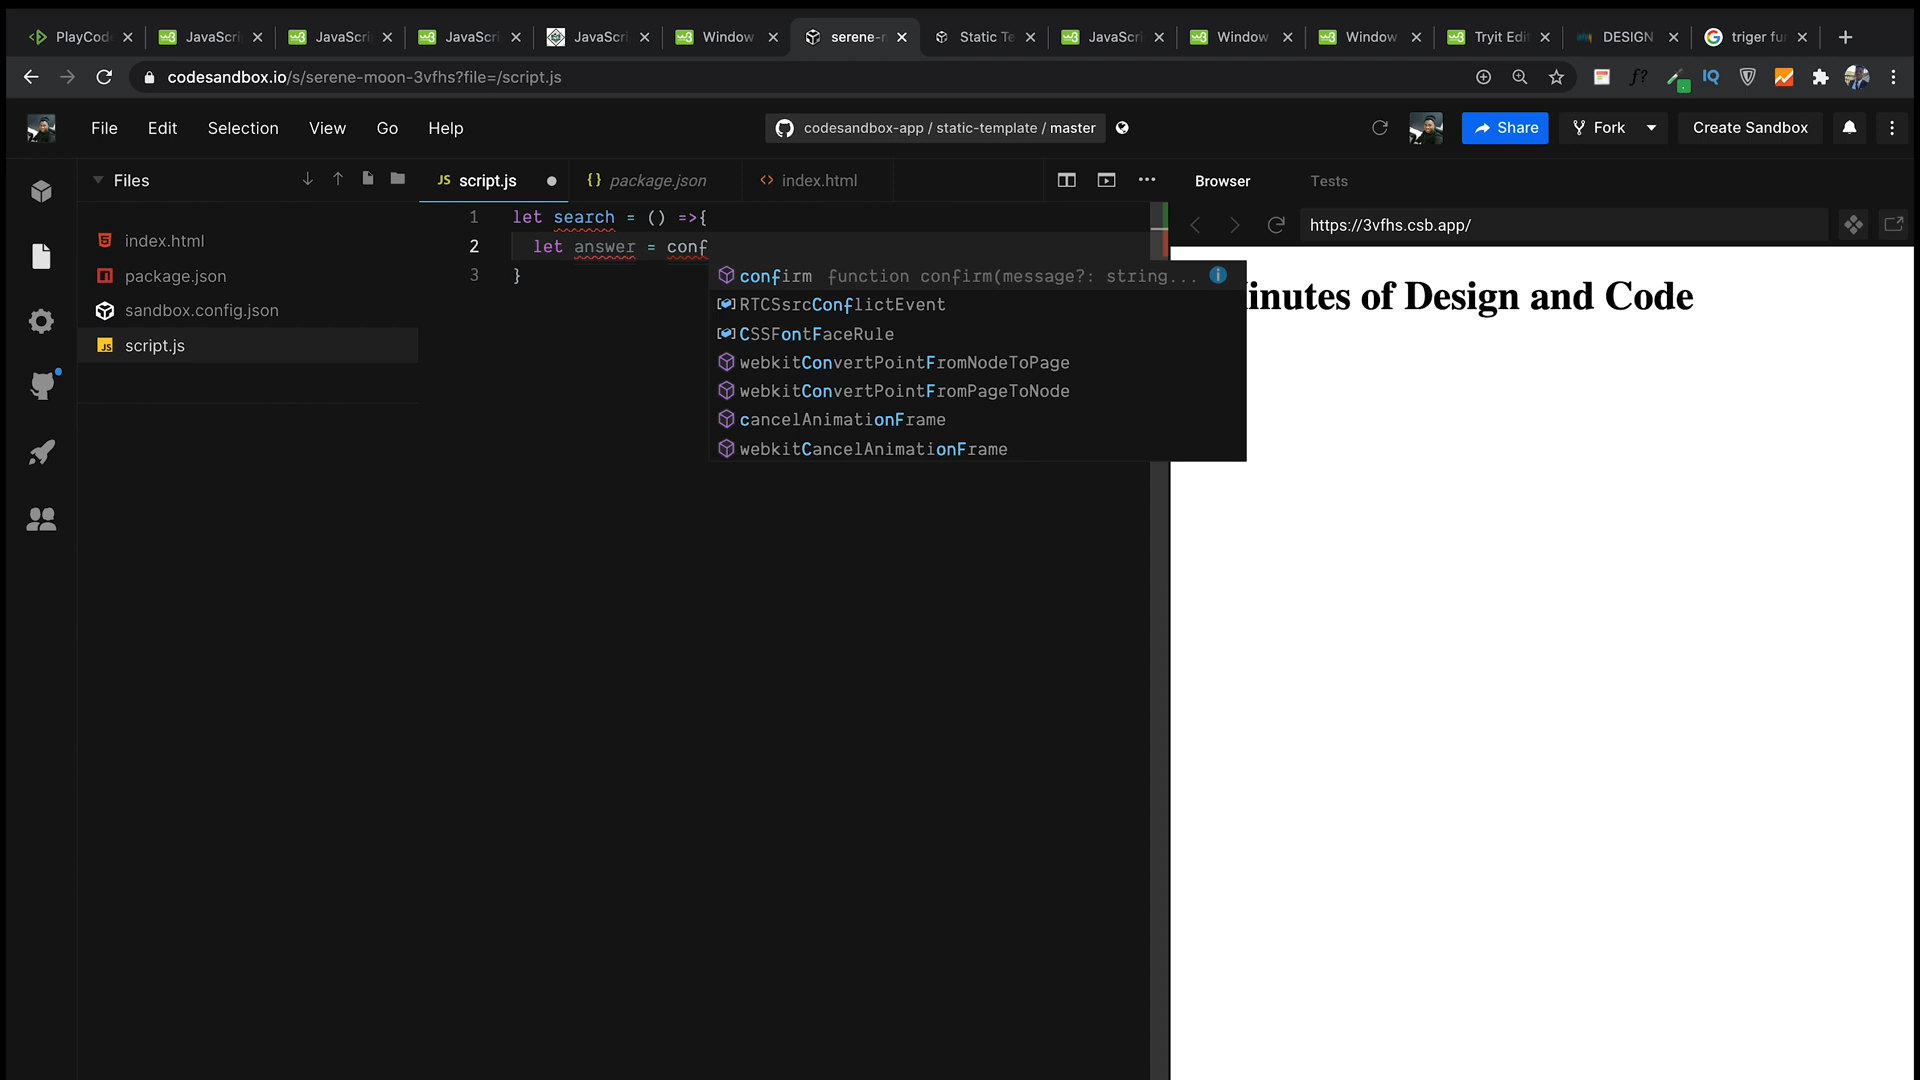 PlayCod JavaScri JavaScri JavaScri JavaScri Window serene-m Static Te JavaScri Window Window Tryit Edit DESIGN triger fun
codesandbox.io/s/serene-moon-3vfhs?file=/script.js
File Edit Selection View Go Help codesandbox-app / static-template / master Share Fork Create Sandbox
Files JS script.js {} package.json <> index.html Browser Tests
https://3vfhs.csb.app/
index.html
package.json
sandbox.config.json
JS script.js
1 let search = () =>{
2 let answer = conf
3 }
confirm function confirm(message?: string...
RTCSsrcConflictEvent
CSSFontFaceRule
webkitConvertPointFromNodeToPage
webkitConvertPointFromPageToNode
cancelAnimationFrame
webkitCancelAnimationFrame
inutes of Design and Code